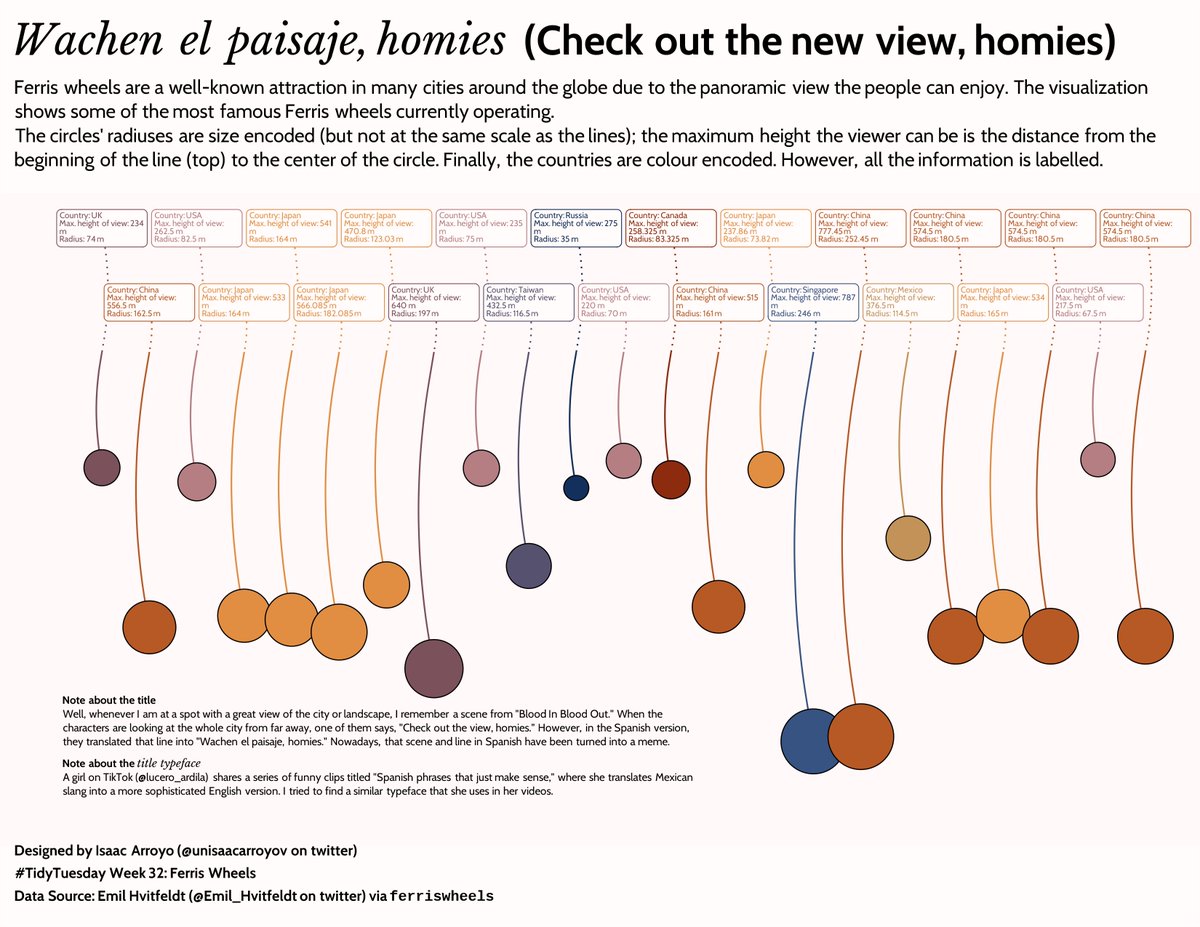 Wachen el paisaje, homies (Check out the new view, homies)
Ferris wheels are a well-known attraction in many cities around the globe due to the panoramic view the people can enjoy. The visualization
shows some of the most famous Ferris wheels currently operating.
The circles' radiuses are size encoded (but not at the same scale as the lines); the maximum height the viewer can be is the distance from the
beginning of the line (top) to the center of the circle. Finally, the countries are colour encoded. However, all the information is labelled.
Country: UK
Max. height of view: 234
m
Radius: 74 m
Country: USA
Max. height of view:
262.5 m
Radius: 82.5 m
Country: Japan
Max. height of view: 541
m
Radius: 164 m
Country: Japan
Max. height of view:
470.8 m
Radius: 123.03 m
Country: USA
Max. height of view: 235
m
Radius: 75 m
Country: Russia
Max. height of view: 275
m
Radius: 35 m
Country: Canada
Max. height of view:
258.325 m
Radius: 83.325 m
Country: Japan
Max. height of view:
237.86 m
Radius: 73.82 m
Country: China
Max. height of view:
777.45 m
Radius: 252.45 m
Country: China
Max. height of view:
574.5 m
Radius: 180.5 m
Country: China
Max. height of view:
574.5 m
Radius: 180.5 m
Country: China
Max. height of view:
574.5 m
Radius: 180.5 m
Country: China
Max. height of view:
556.5 m
Radius: 162.5 m
Country: Japan
Max. height of view: 533
m
Radius: 164 m
Country: Japan
Max. height of view:
566.085 m
Radius: 182.085 m
Country: UK
Max. height of view:
640 m
Radius: 197 m
Country: Taiwan
Max. height of view:
432.5 m
Radius: 116.5 m
Country: USA
Max. height of view:
220 m
Radius: 70 m
Country: China
Max. height of view: 515
m
Radius: 161 m
Country: Singapore
Max. height of view: 787
m
Radius: 246 m
Country: Mexico
Max. height of view:
376.5 m
Radius: 114.5 m
Country: Japan
Max. height of view: 534
m
Radius: 165 m
Country: USA
Max. height of view:
217.5 m
Radius: 67.5 m
Note about the title
Well, whenever I am at a spot with a great view of the city or landscape, I remember a scene from "Blood In Blood Out." When the
characters are looking at the whole city from far away, one of them says, "Check out the view, homies." However, in the Spanish version,
they translated that line into "Wachen el paisaje, homies." Nowadays, that scene and line in Spanish have been turned into a meme.
Note about the title typeface
A girl on TikTok (@lucero_ardila) shares a series of funny clips titled "Spanish phrases that just make sense," where she translates Mexican
slang into a more sophisticated English version. I tried to find a similar typeface that she uses in her videos.
Designed by Isaac Arroyo (@unisaacarroyov on twitter)
#TidyTuesday Week 32: Ferris Wheels
Data Source: Emil Hvitfeldt (@Emil_Hvitfeldt on twitter) via ferriswheels